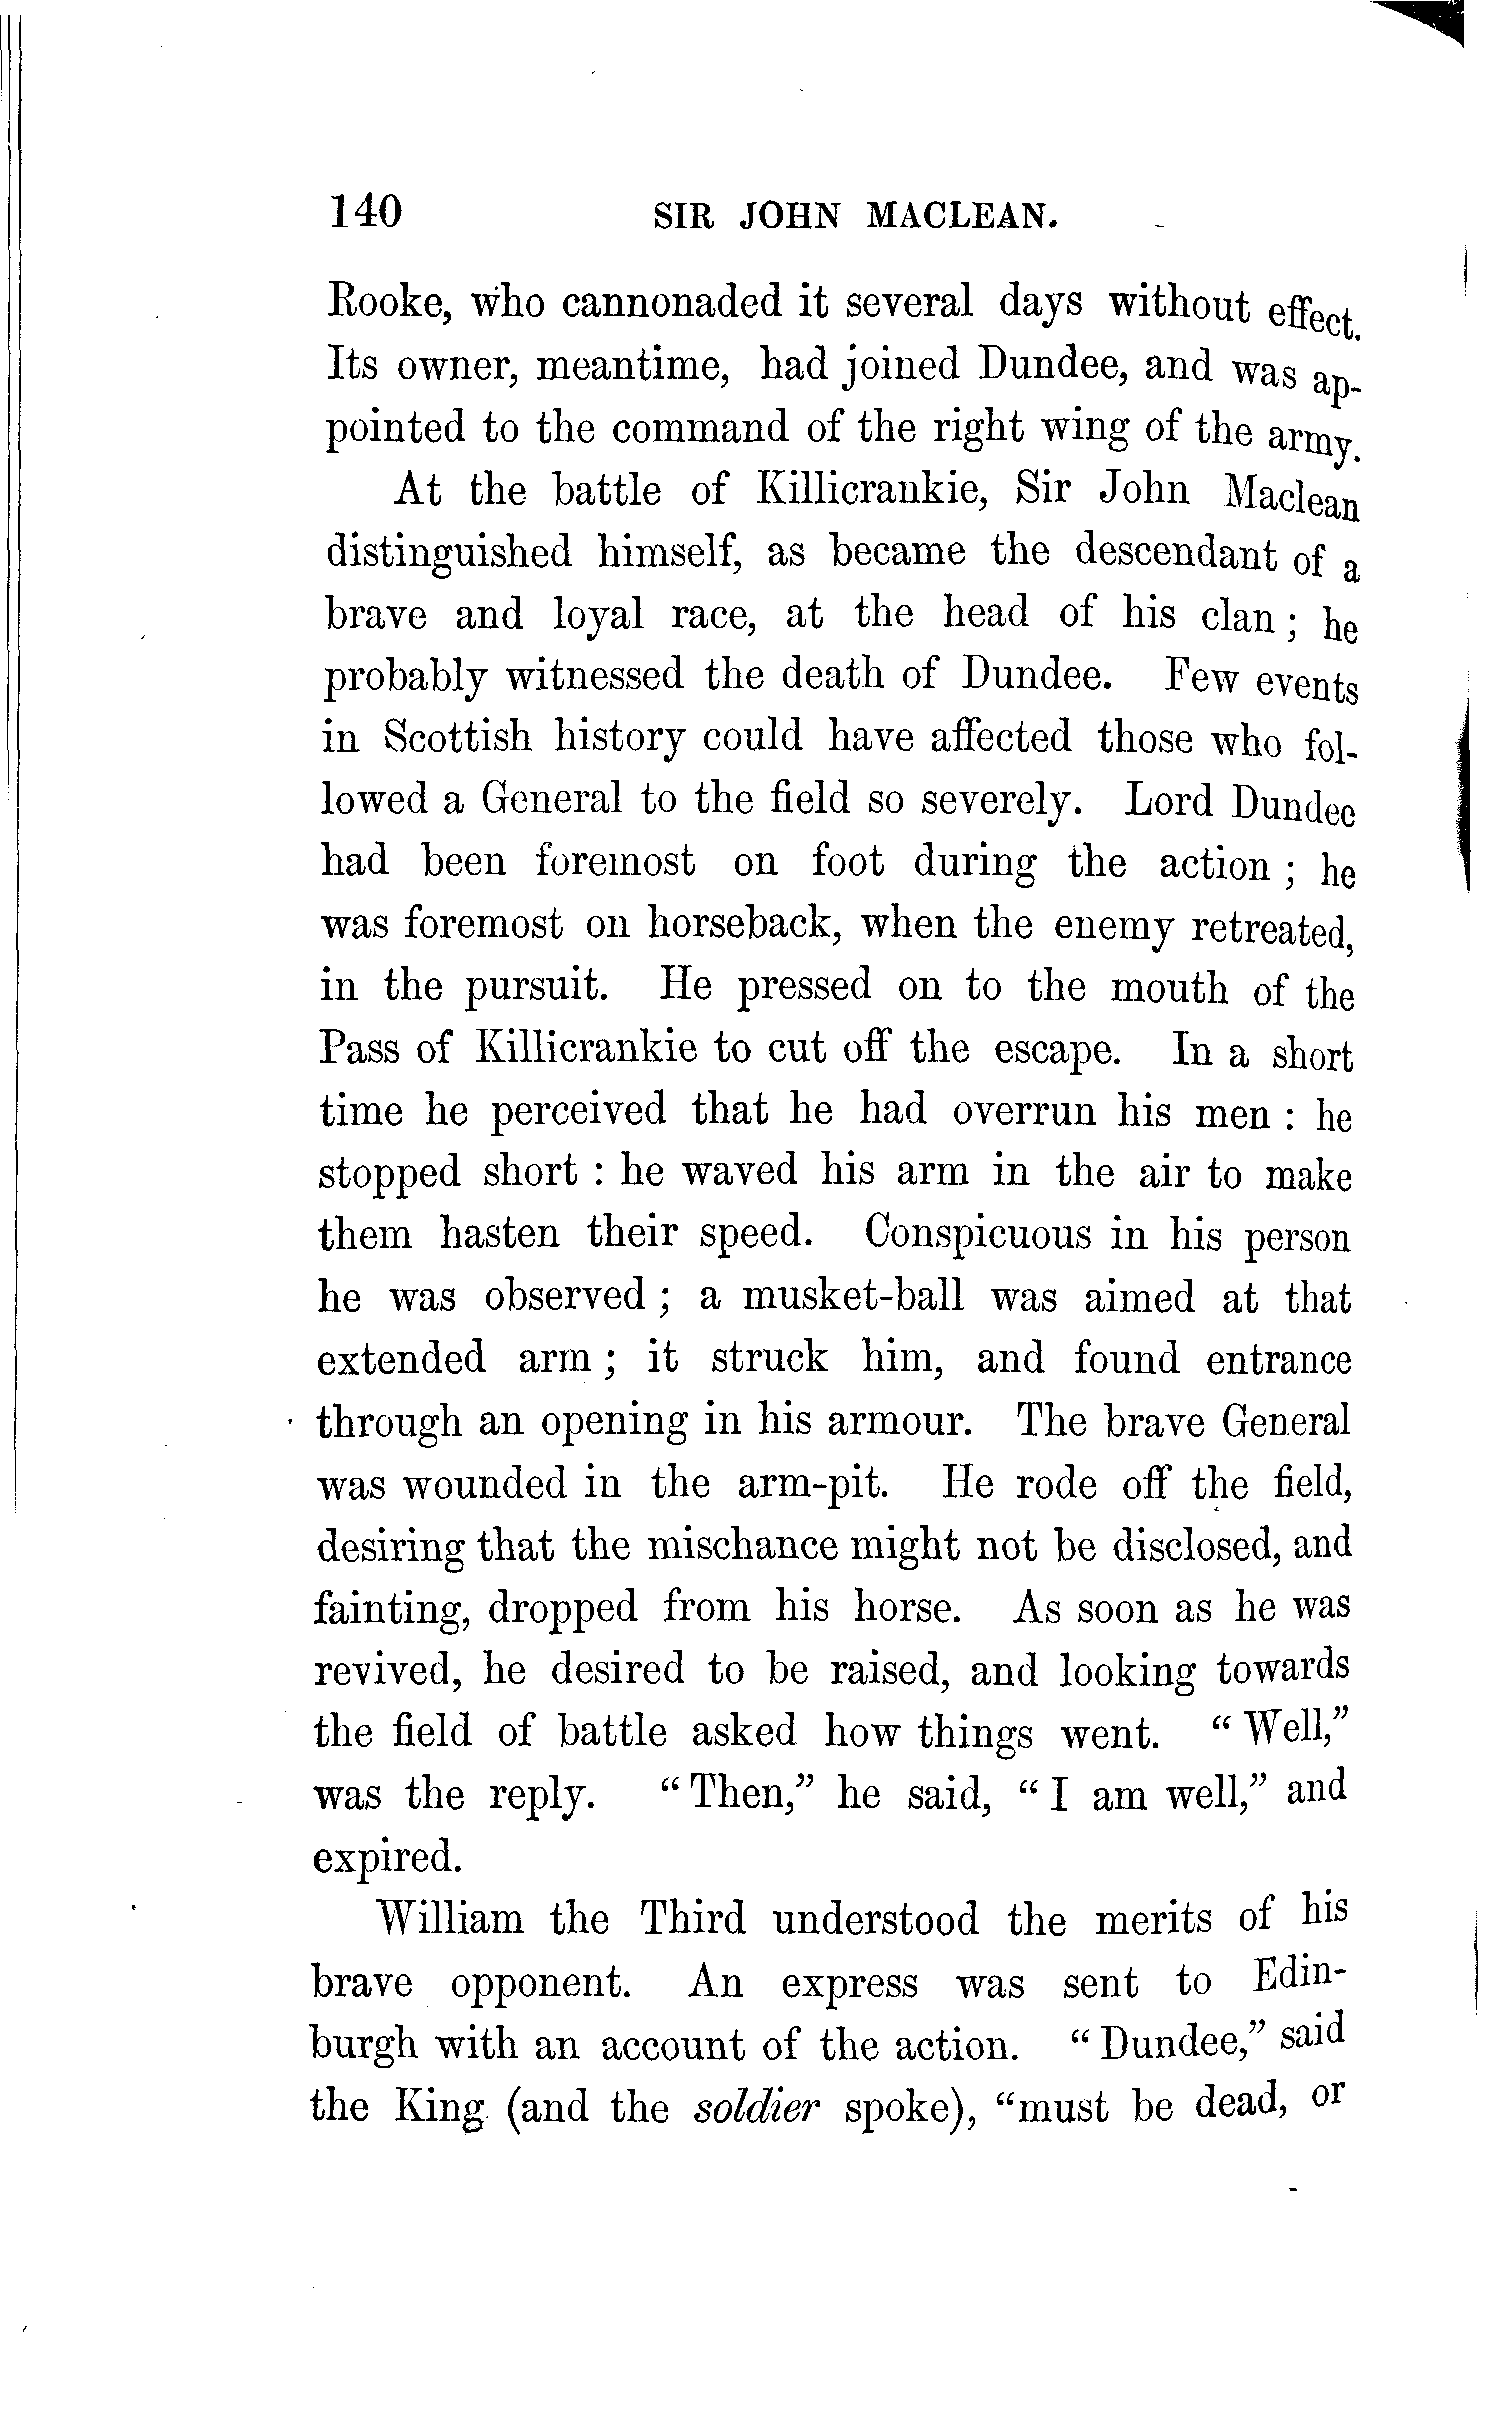 140 SIR JOHN MACLEAN.
Rooke, who cannonaded it several days without effect.
Its owner, meantime, had joined Dundee, and was ap-
pointed to the command of the right wing of the army.
At the battle of Killicrankie, Sir John Maclean
distinguished himself, as became the descendant of a
brave and loyal race, at the head of his clan; he
probably witnessed the death of Dundee. Few events
in Scottish history could have affected those who fol-
lowed a General to the field so severely. Lord Dundee
had been foremost on foot during the action; he
was foremost on horseback, when the enemy retreated,
in the pursuit. He pressed on to the mouth of the
Pass of Killicrankie to cut off the escape. In a short
time he perceived that he had overrun his men: he
stopped short: he waved his arm in the air to make
them hasten their speed. Conspicuous in his person
he was observed; a musket-ball was aimed at that
extended arm; it struck him, and found entrance
through an opening in his armour. The brave General
was wounded in the arm-pit. He rode off the field,
desiring that the mischance might not be disclosed, and
fainting, dropped from his horse. As soon as he was
revived, he desired to be raised, and looking towards
the field of battle asked how things went. "Well,"
was the reply. "Then," he said, "I am well," and
expired.
William the Third understood the merits of his
brave opponent. An express was sent to Edin-
burgh with an account of the action. "Dundee," said
the King (and the soldier spoke), "must be dead, or